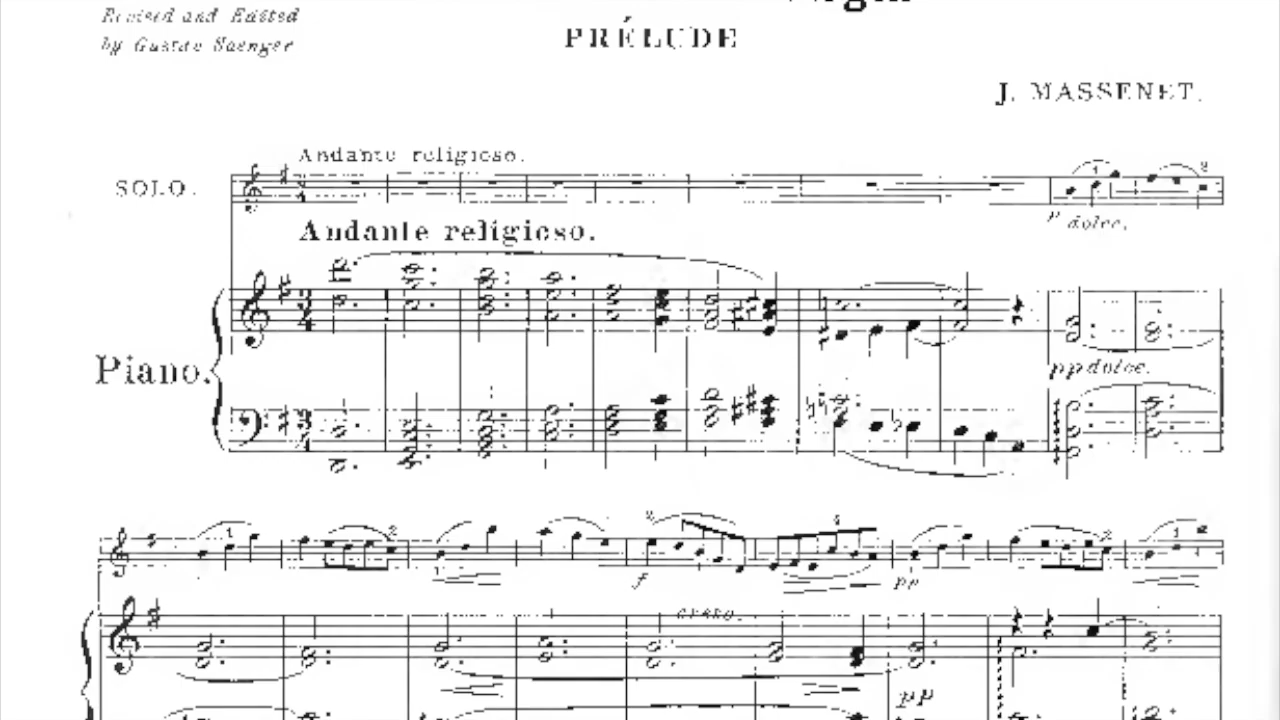 Revised and Edited
by Gustav Saenger
PRÉLUDE
J. MASSENET.
Andante religioso.
SOLO.
p dolce.
Andante religioso.
Piano.
pp dolce.
f
pp
cresc.
pp